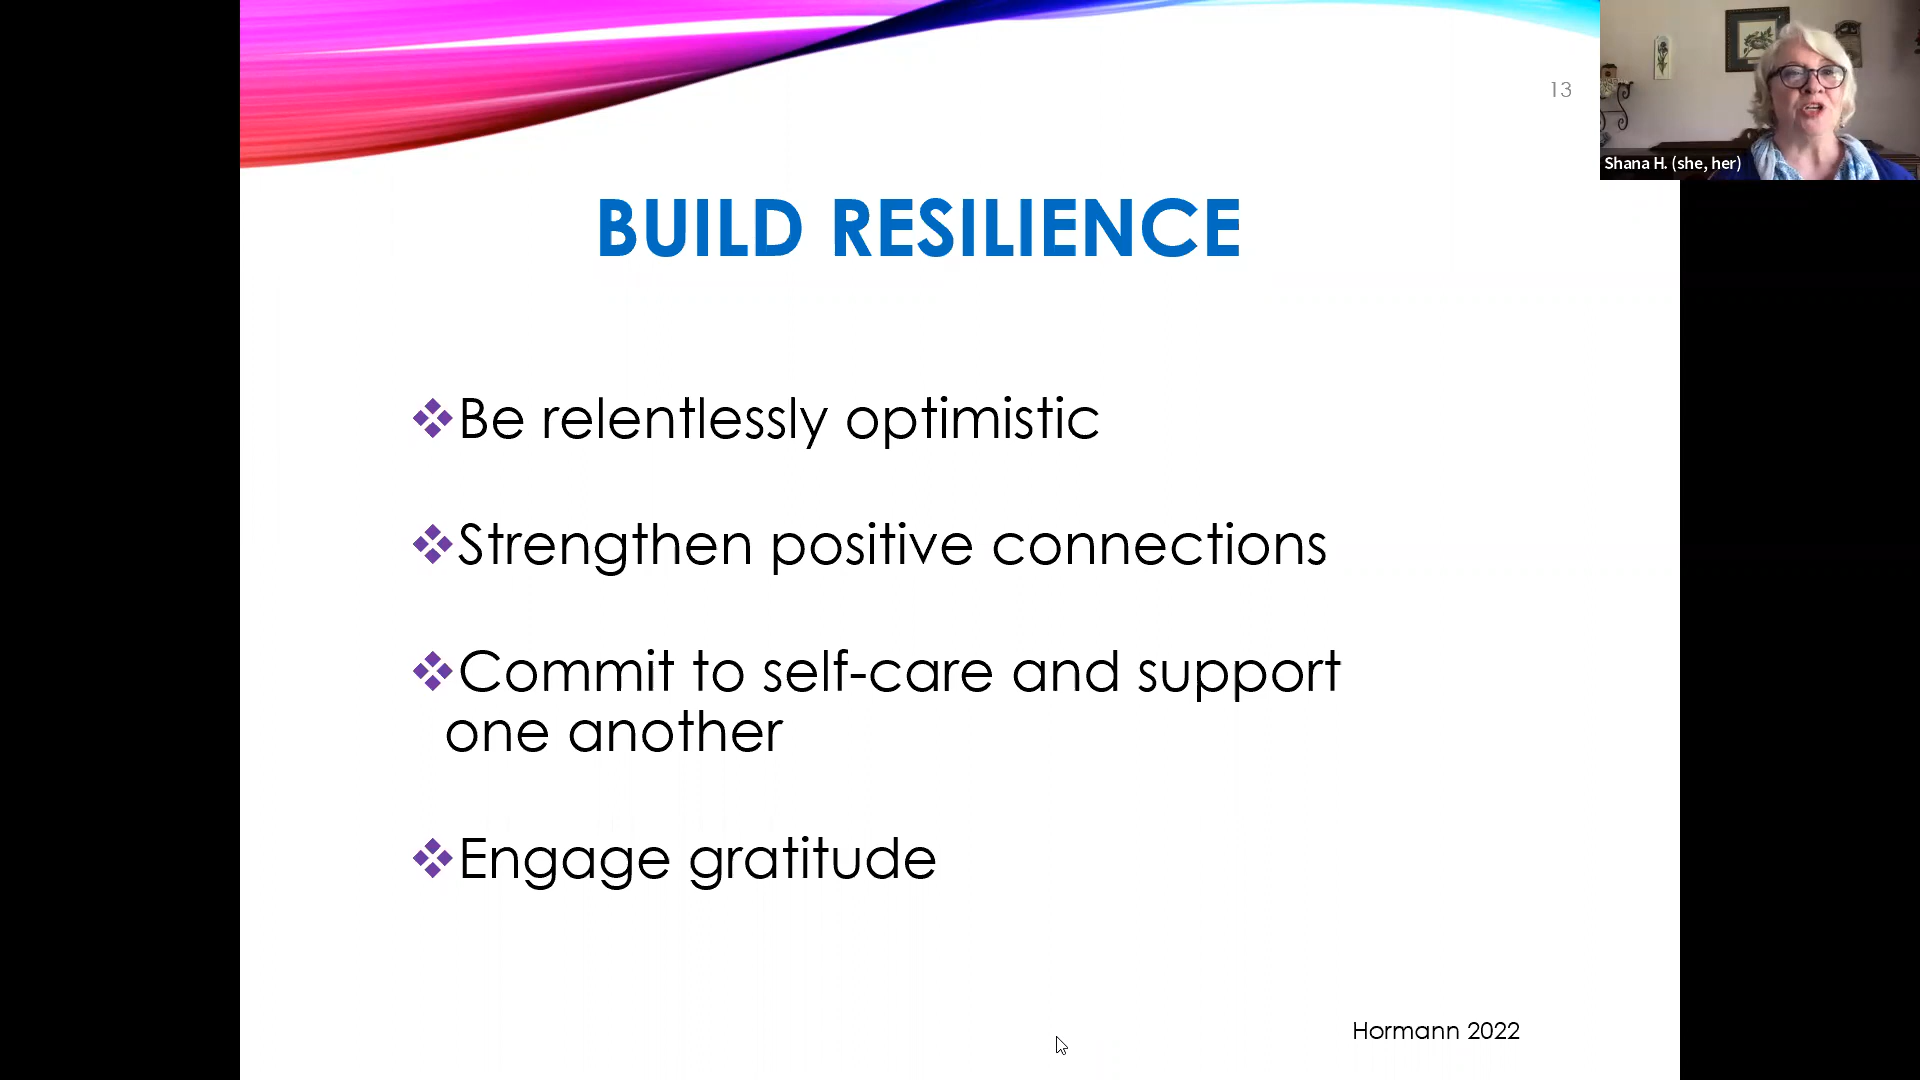 13
Shana H. (she, her)
BUILD RESILIENCE
❖Be relentlessly optimistic
❖Strengthen positive connections
❖Commit to self-care and support
one another
❖Engage gratitude
Hormann 2022